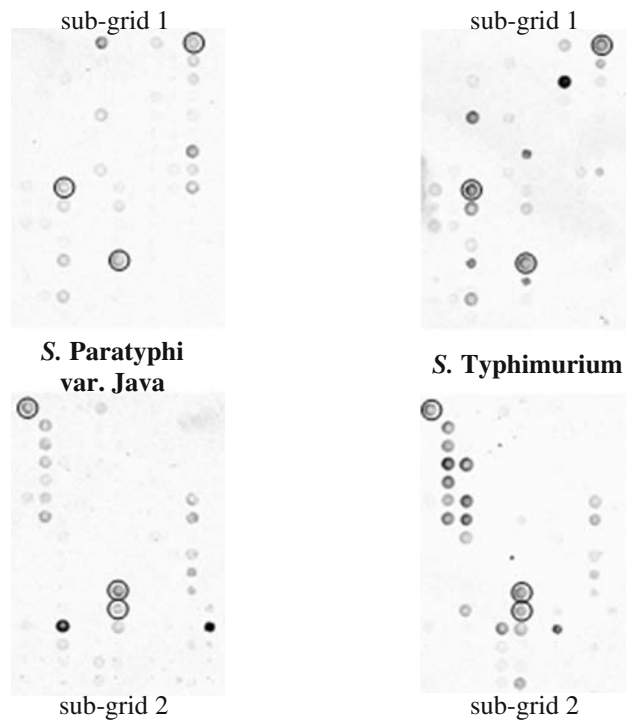 sub-grid 1
sub-grid 1
S. Paratyphi
var. Java
S. Typhimurium
sub-grid 2
sub-grid 2